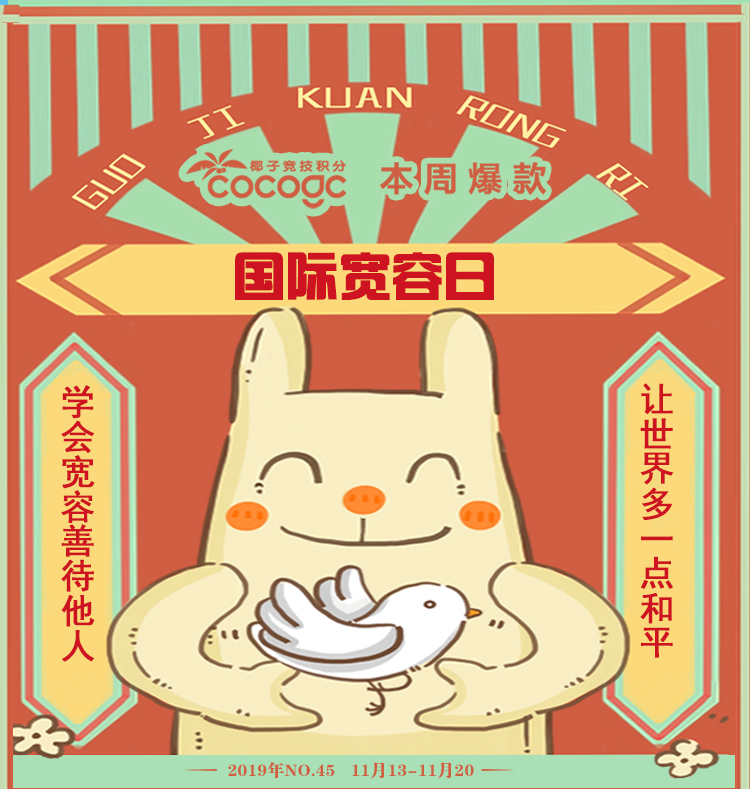 GUO JI KUAN RONG RI
椰子竞技积分
cocogc
本周爆款
国际宽容日
学会宽容善待他人
让世界多一点和平
2019年NO.45 11月13-11月20